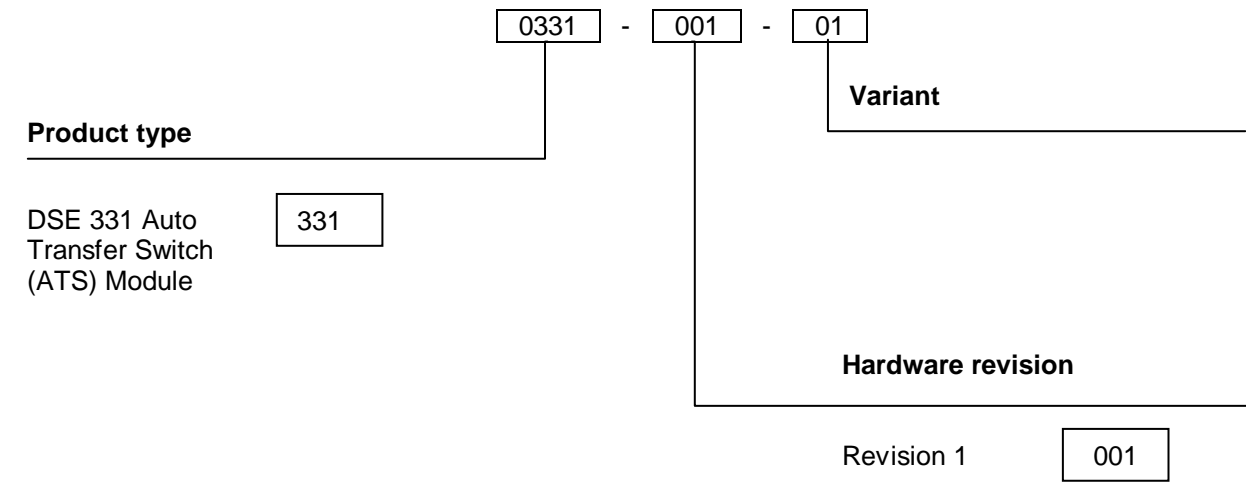 0331 - 001 - 01
Variant
Product type
DSE 331 Auto
Transfer Switch
(ATS) Module
331
Hardware revision
Revision 1 001